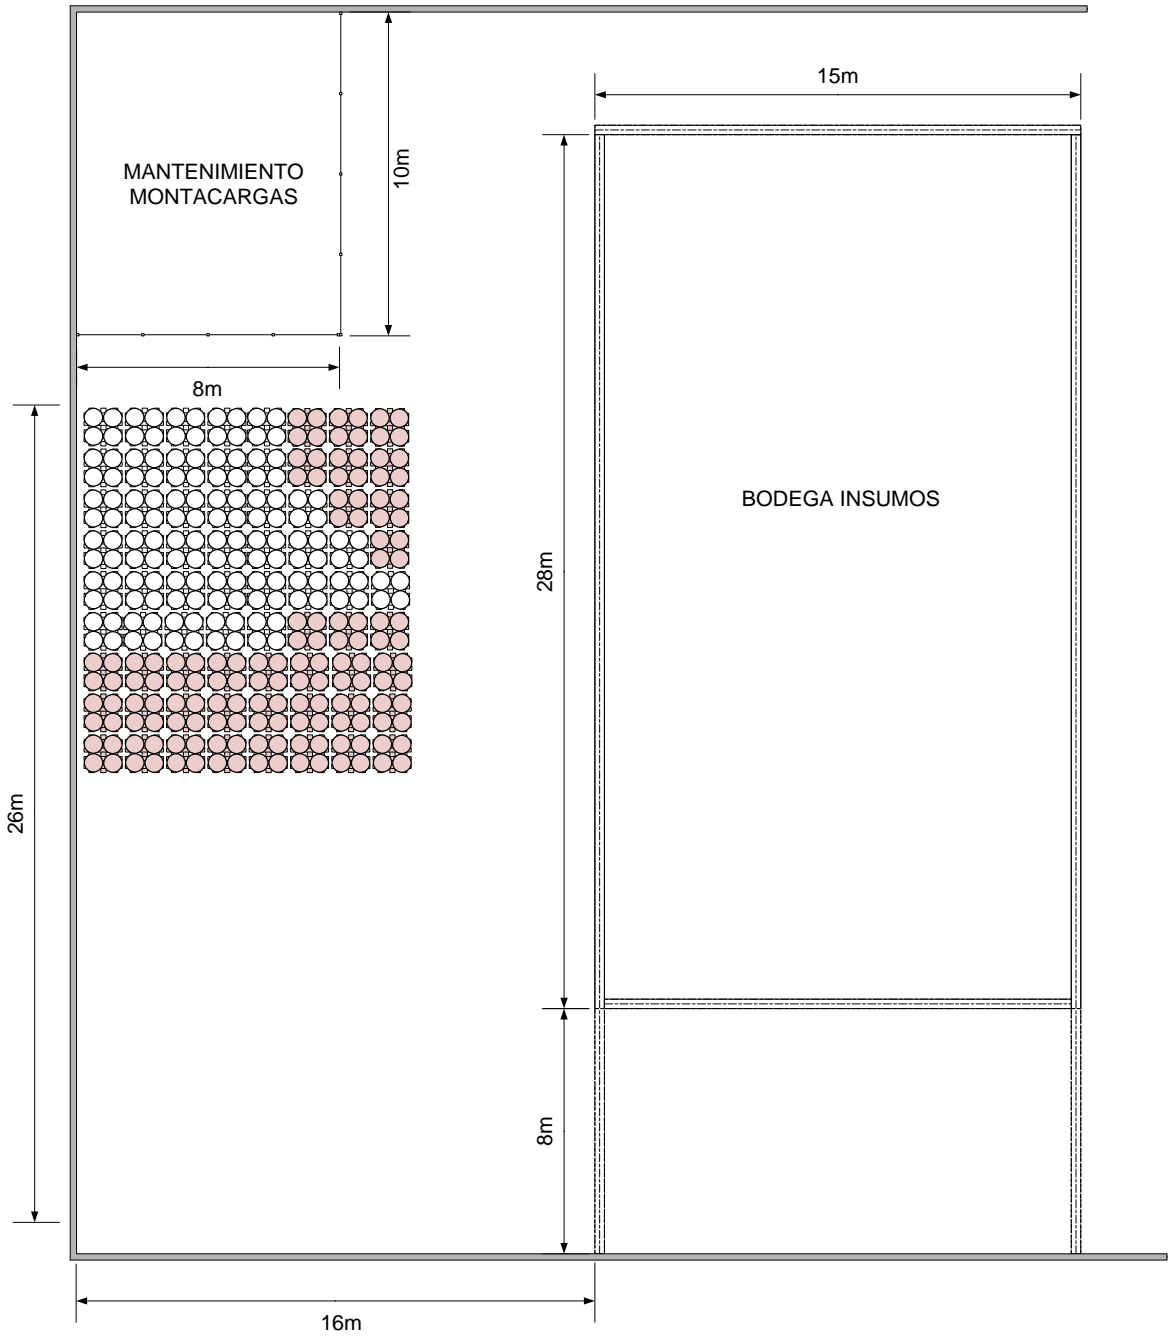 15m
MANTENIMIENTO
MONTACARGAS
10m
8m
BODEGA INSUMOS
28m
26m
8m
16m